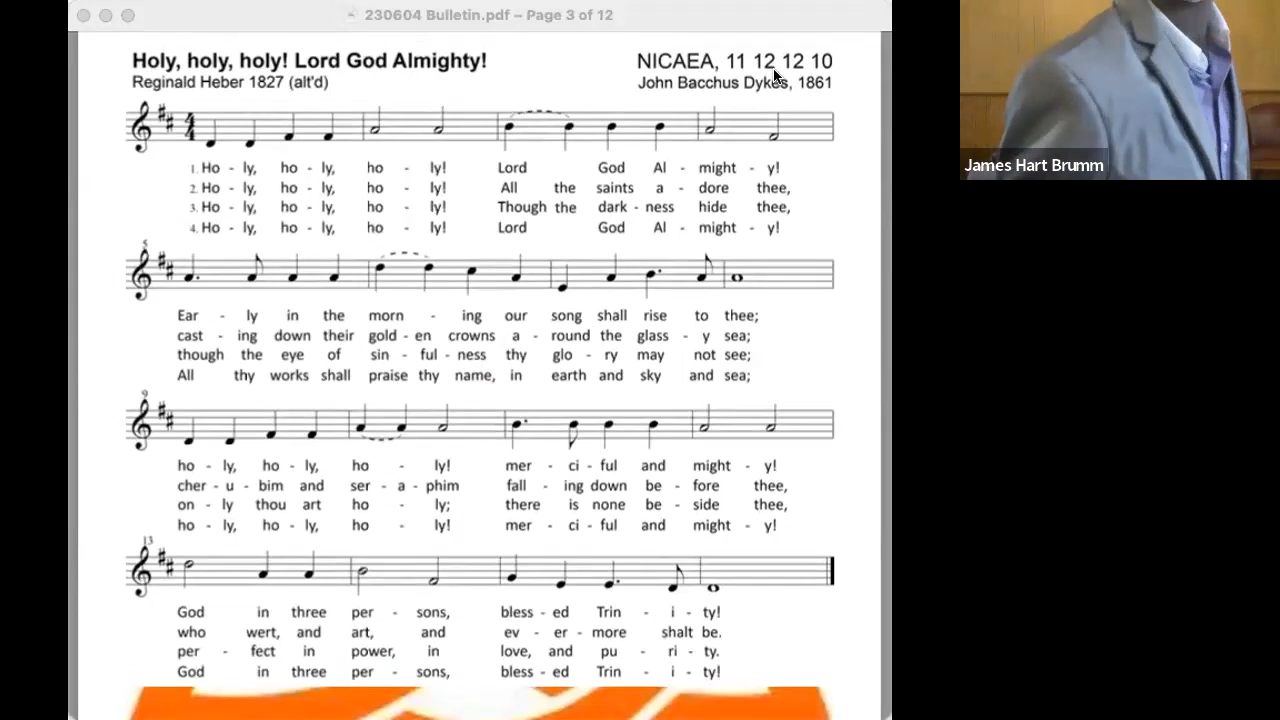 230604 Bulletin.pdf – Page 3 of 12
Holy, holy, holy! Lord God Almighty!
NICAEA, 11 12 12 10
Reginald Heber 1827 (alt'd)
John Bacchus Dykes, 1861
James Hart Brumm
4
4
1. Ho - ly, ho - ly, ho - ly! Lord God Al - might - y!
2. Ho - ly, ho - ly, ho - ly! All the saints a - dore thee,
3. Ho - ly, ho - ly, ho - ly! Though the dark - ness hide thee,
4. Ho - ly, ho - ly, ho - ly! Lord God Al - might - y!
5
Ear - ly in the morn - ing our song shall rise to thee;
cast - ing down their gold - en crowns a - round the glass - y sea;
though the eye of sin - ful - ness thy glo - ry may not see;
All thy works shall praise thy name, in earth and sky and sea;
9
ho - ly, ho - ly, ho - ly! mer - ci - ful and might - y!
cher - u - bim and ser - a - phim fall - ing down be - fore thee,
on - ly thou art ho - ly; there is none be - side thee,
ho - ly, ho - ly, ho - ly! mer - ci - ful and might - y!
13
God in three per - sons, bless - ed Trin - i - ty!
who wert, and art, and ev - er - more shalt be.
per - fect in power, in love, and pu - ri - ty.
God in three per - sons, bless - ed Trin - i - ty!